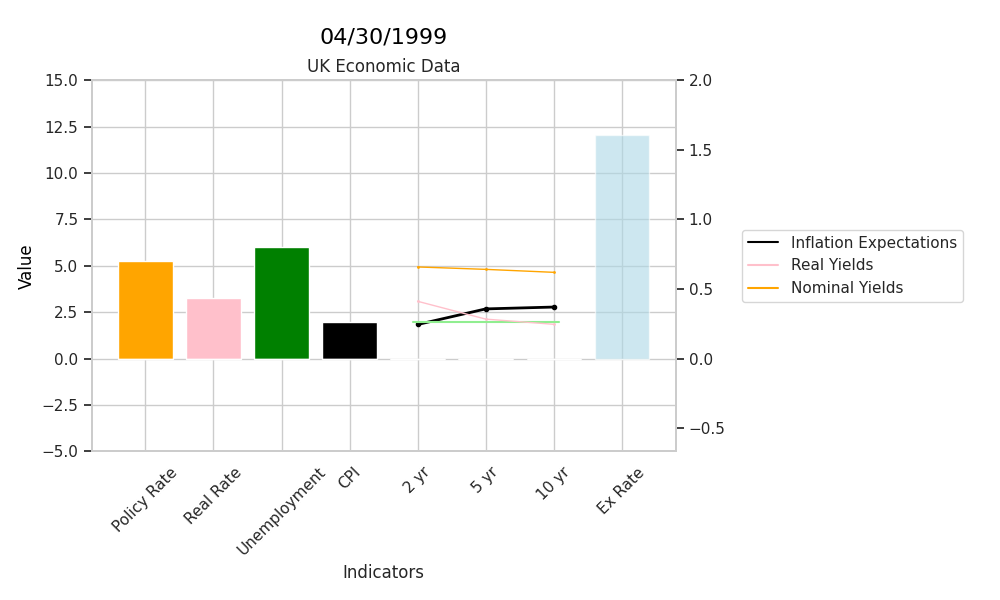 04/30/1999
UK Economic Data
15.0
12.5
10.0
7.5
5.0
2.5
0.0
−2.5
−5.0
Value
2.0
1.5
1.0
0.5
0.0
−0.5
Inflation Expectations
Real Yields
Nominal Yields
Policy Rate
Real Rate
Unemployment
CPI
2 yr
5 yr
10 yr
Ex Rate
Indicators